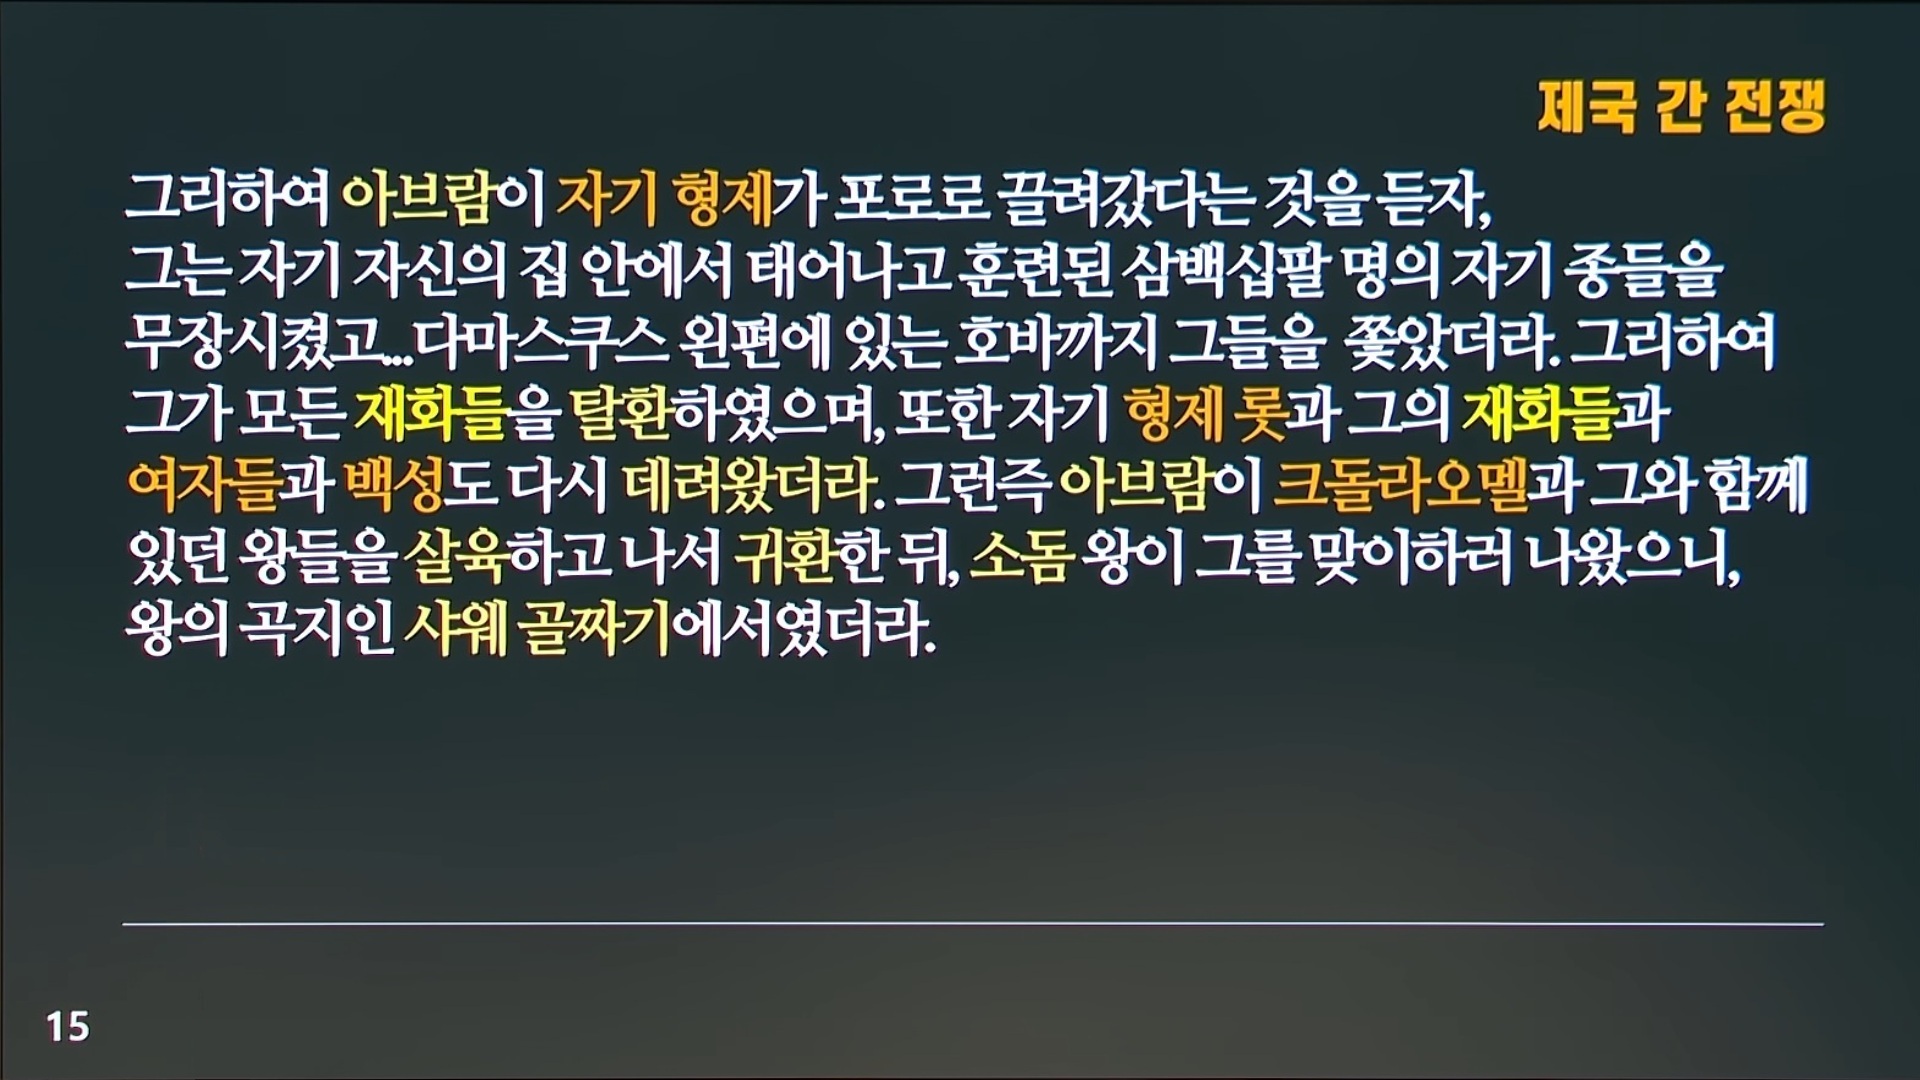 제국 간 전쟁
그리하여 아브람이 자기 형제가 포로로 끌려갔다는 것을 듣자,
그는 자기 자신의 집 안에서 태어나고 훈련된 삼백십팔 명의 자기 종들을
무장시켰고...다마스쿠스 왼편에 있는 호바까지 그들을 쫓았더라. 그리하여
그가 모든 재화들을 탈환하였으며, 또한 자기 형제 롯과 그의 재화들과
여자들과 백성도 다시 데려왔더라. 그런즉 아브람이 크돌라오멜과 그와 함께
있던 왕들을 살육하고 나서 귀환한 뒤, 소돔 왕이 그를 맞이하러 나왔으니,
왕의 곡지인 샤웨 골짜기에서였더라.
15